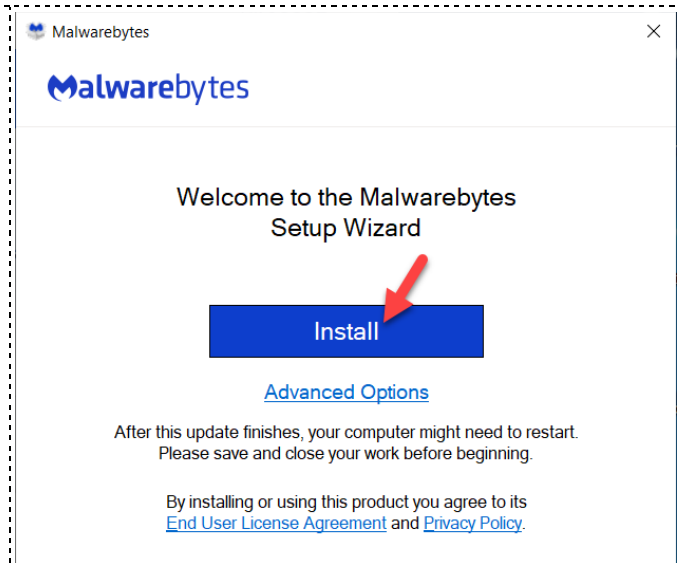 Malwarebytes
Malwarebytes
Welcome to the Malwarebytes
Setup Wizard
Install
Advanced Options
After this update finishes, your computer might need to restart.
Please save and close your work before beginning.
By installing or using this product you agree to its
End User License Agreement and Privacy Policy.